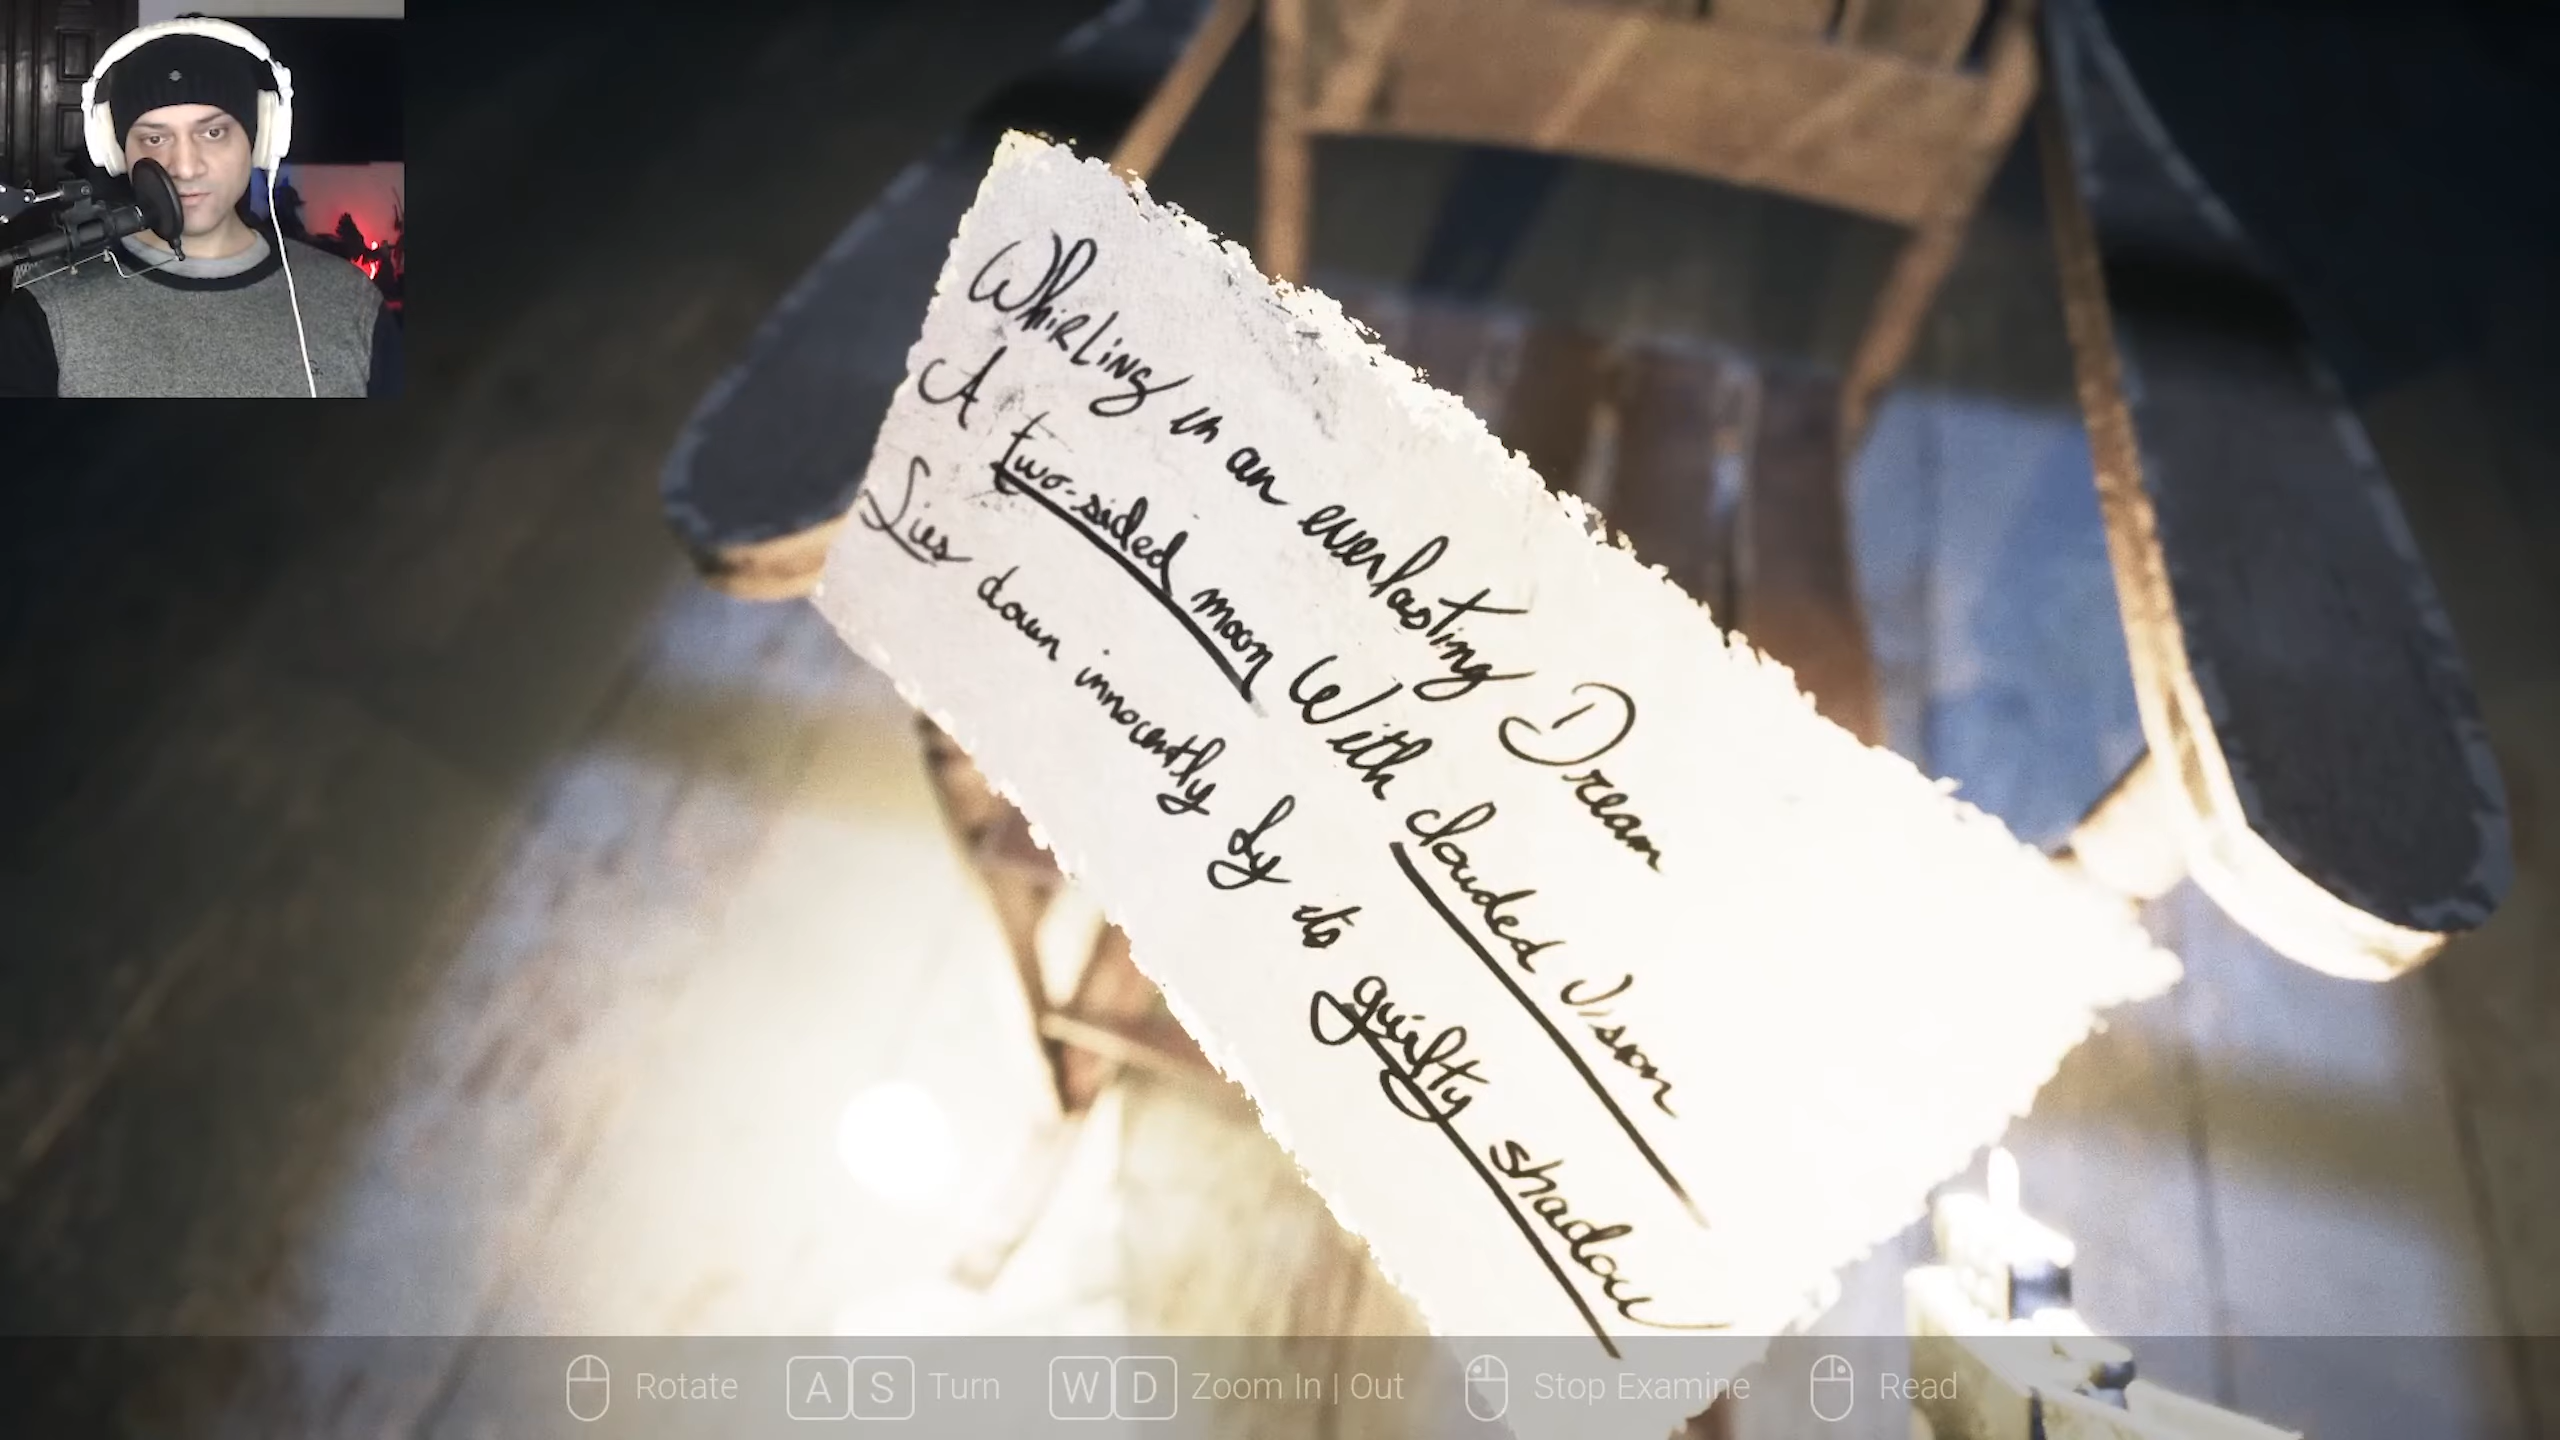 Whirling in an everlasting Dream
A two-sided moon With clouded Vision
Lies down innocently by its guilty shadow
Rotate
A S Turn
W D Zoom In | Out
Stop Examine
Read